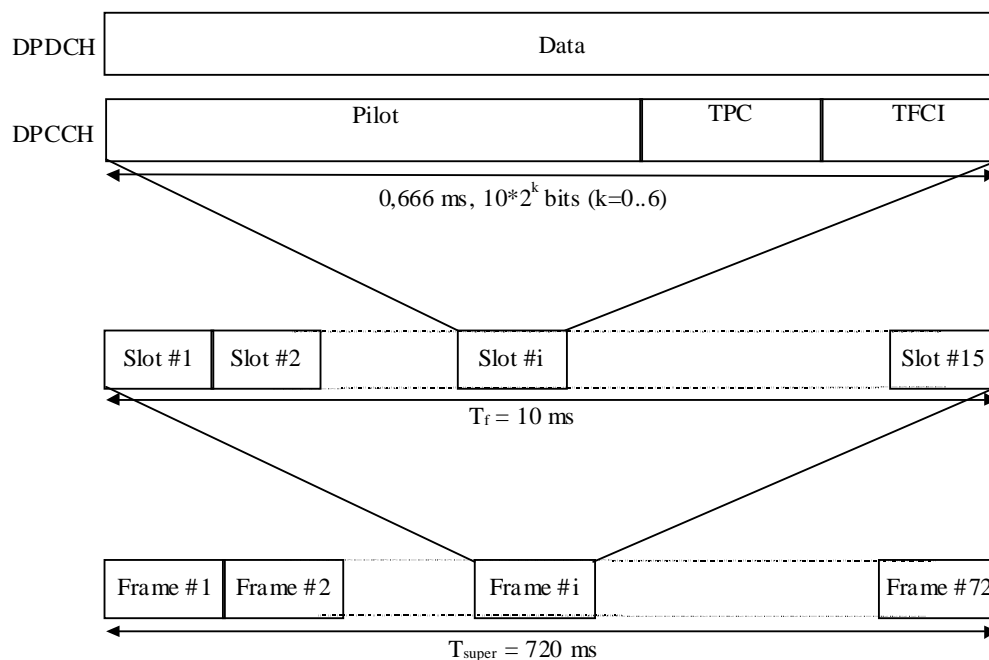 DPDCH Data
DPCCH Pilot TPC TFCI
0,666 ms, 10*2^k bits (k=0..6)
Slot #1 Slot #2 Slot #i Slot #15
T_f = 10 ms
Frame #1 Frame #2 Frame #i Frame #72
T_super = 720 ms